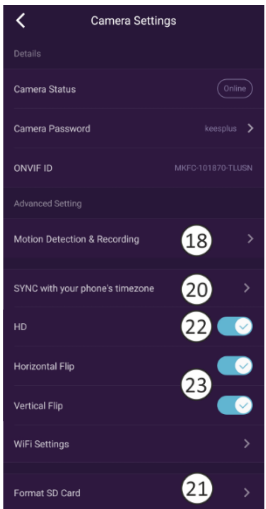 Camera Settings
Details
Camera Status Online
Camera Password keesplus
ONVIF ID MKFC-101870-TLUSN
Advanced Setting
Motion Detection & Recording 18
SYNC with your phone's timezone 20
HD 22
Horizontal Flip
23
Vertical Flip
WiFi Settings
Format SD Card 21